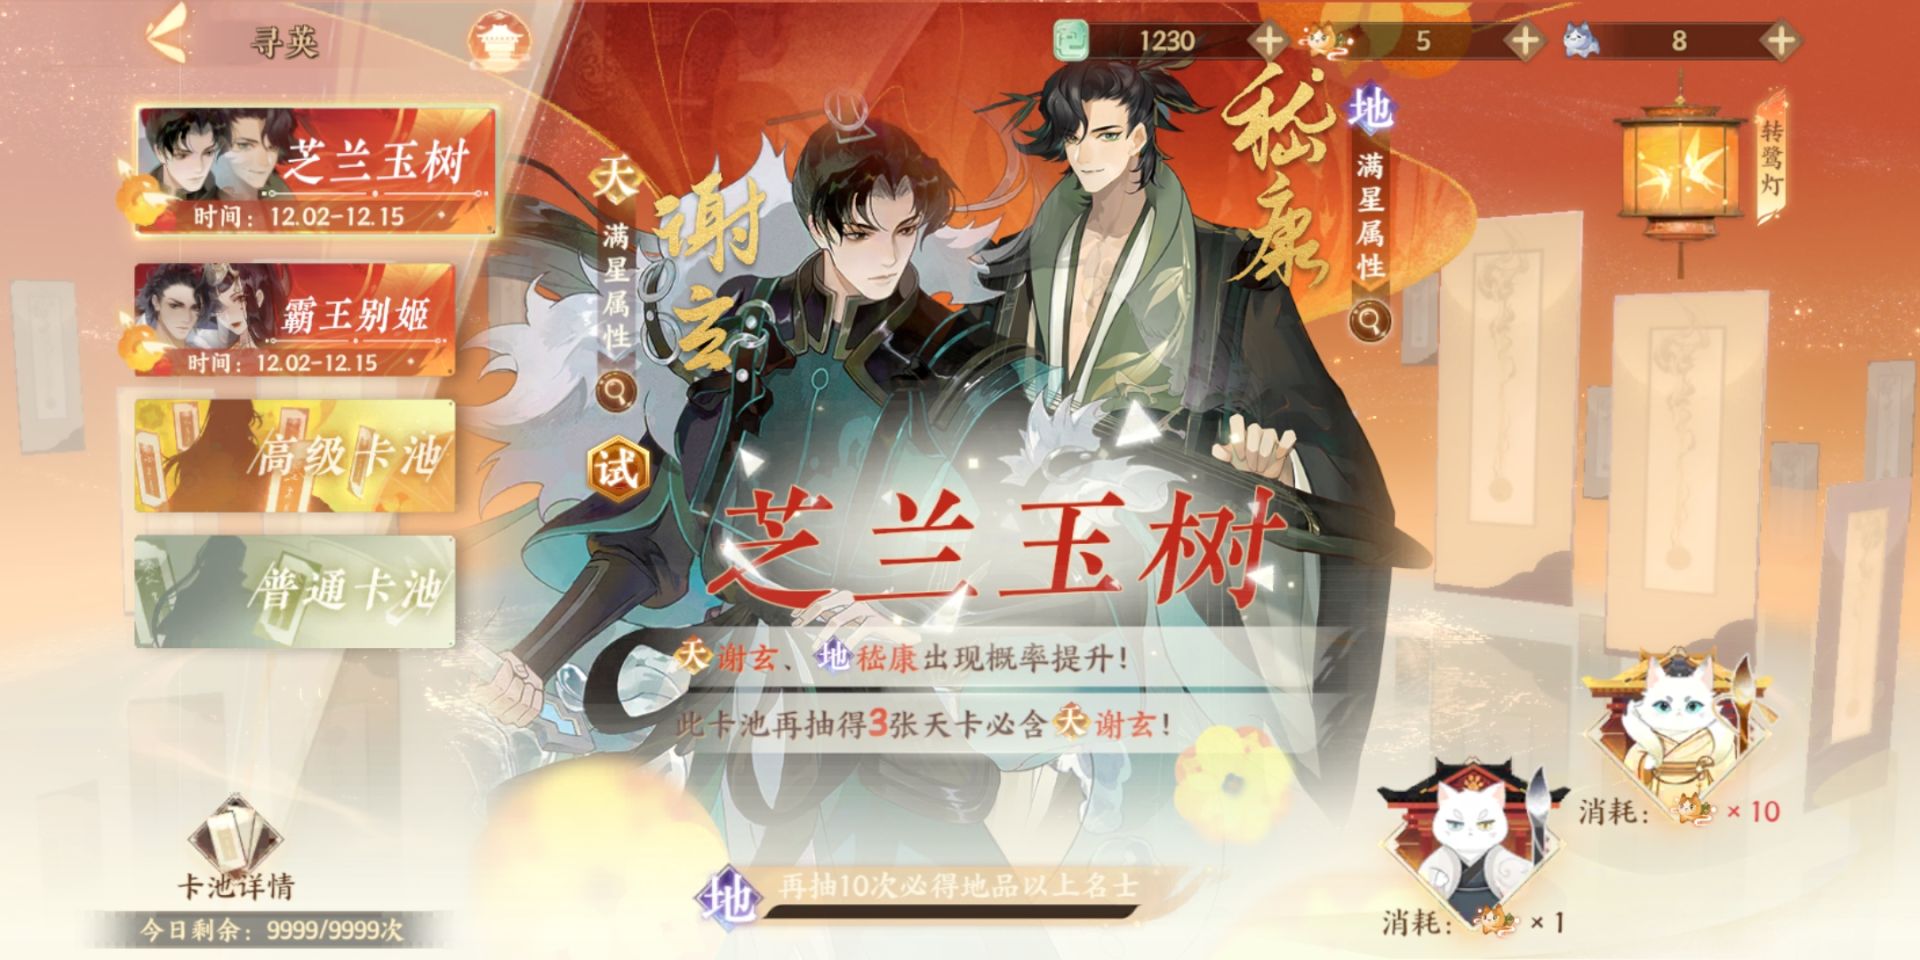 寻英
1230
5
8
芝兰玉树
时间：12.02-12.15
霸王别姬
时间：12.02-12.15
高级卡池
普通卡池
卡池详情
今日剩余：9999/9999次
天
满星属性
谢玄
试
嵇康
地
满星属性
转鹭灯
芝兰玉树
天谢玄、地嵇康出现概率提升！
此卡池再抽得3张天卡必含天谢玄！
地
再抽10次必得地品以上名士
消耗：×1
消耗：×10